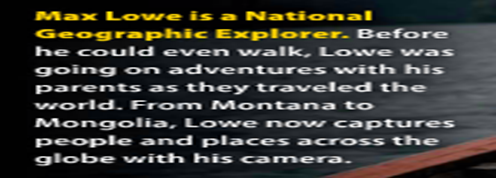 Max Lowe is a National
Geographic Explorer. Before
he could even walk, Lowe was
going on adventures with his
parents as they traveled the
world. From Montana to
Mongolia, Lowe now captures
people and places across the
globe with his camera.